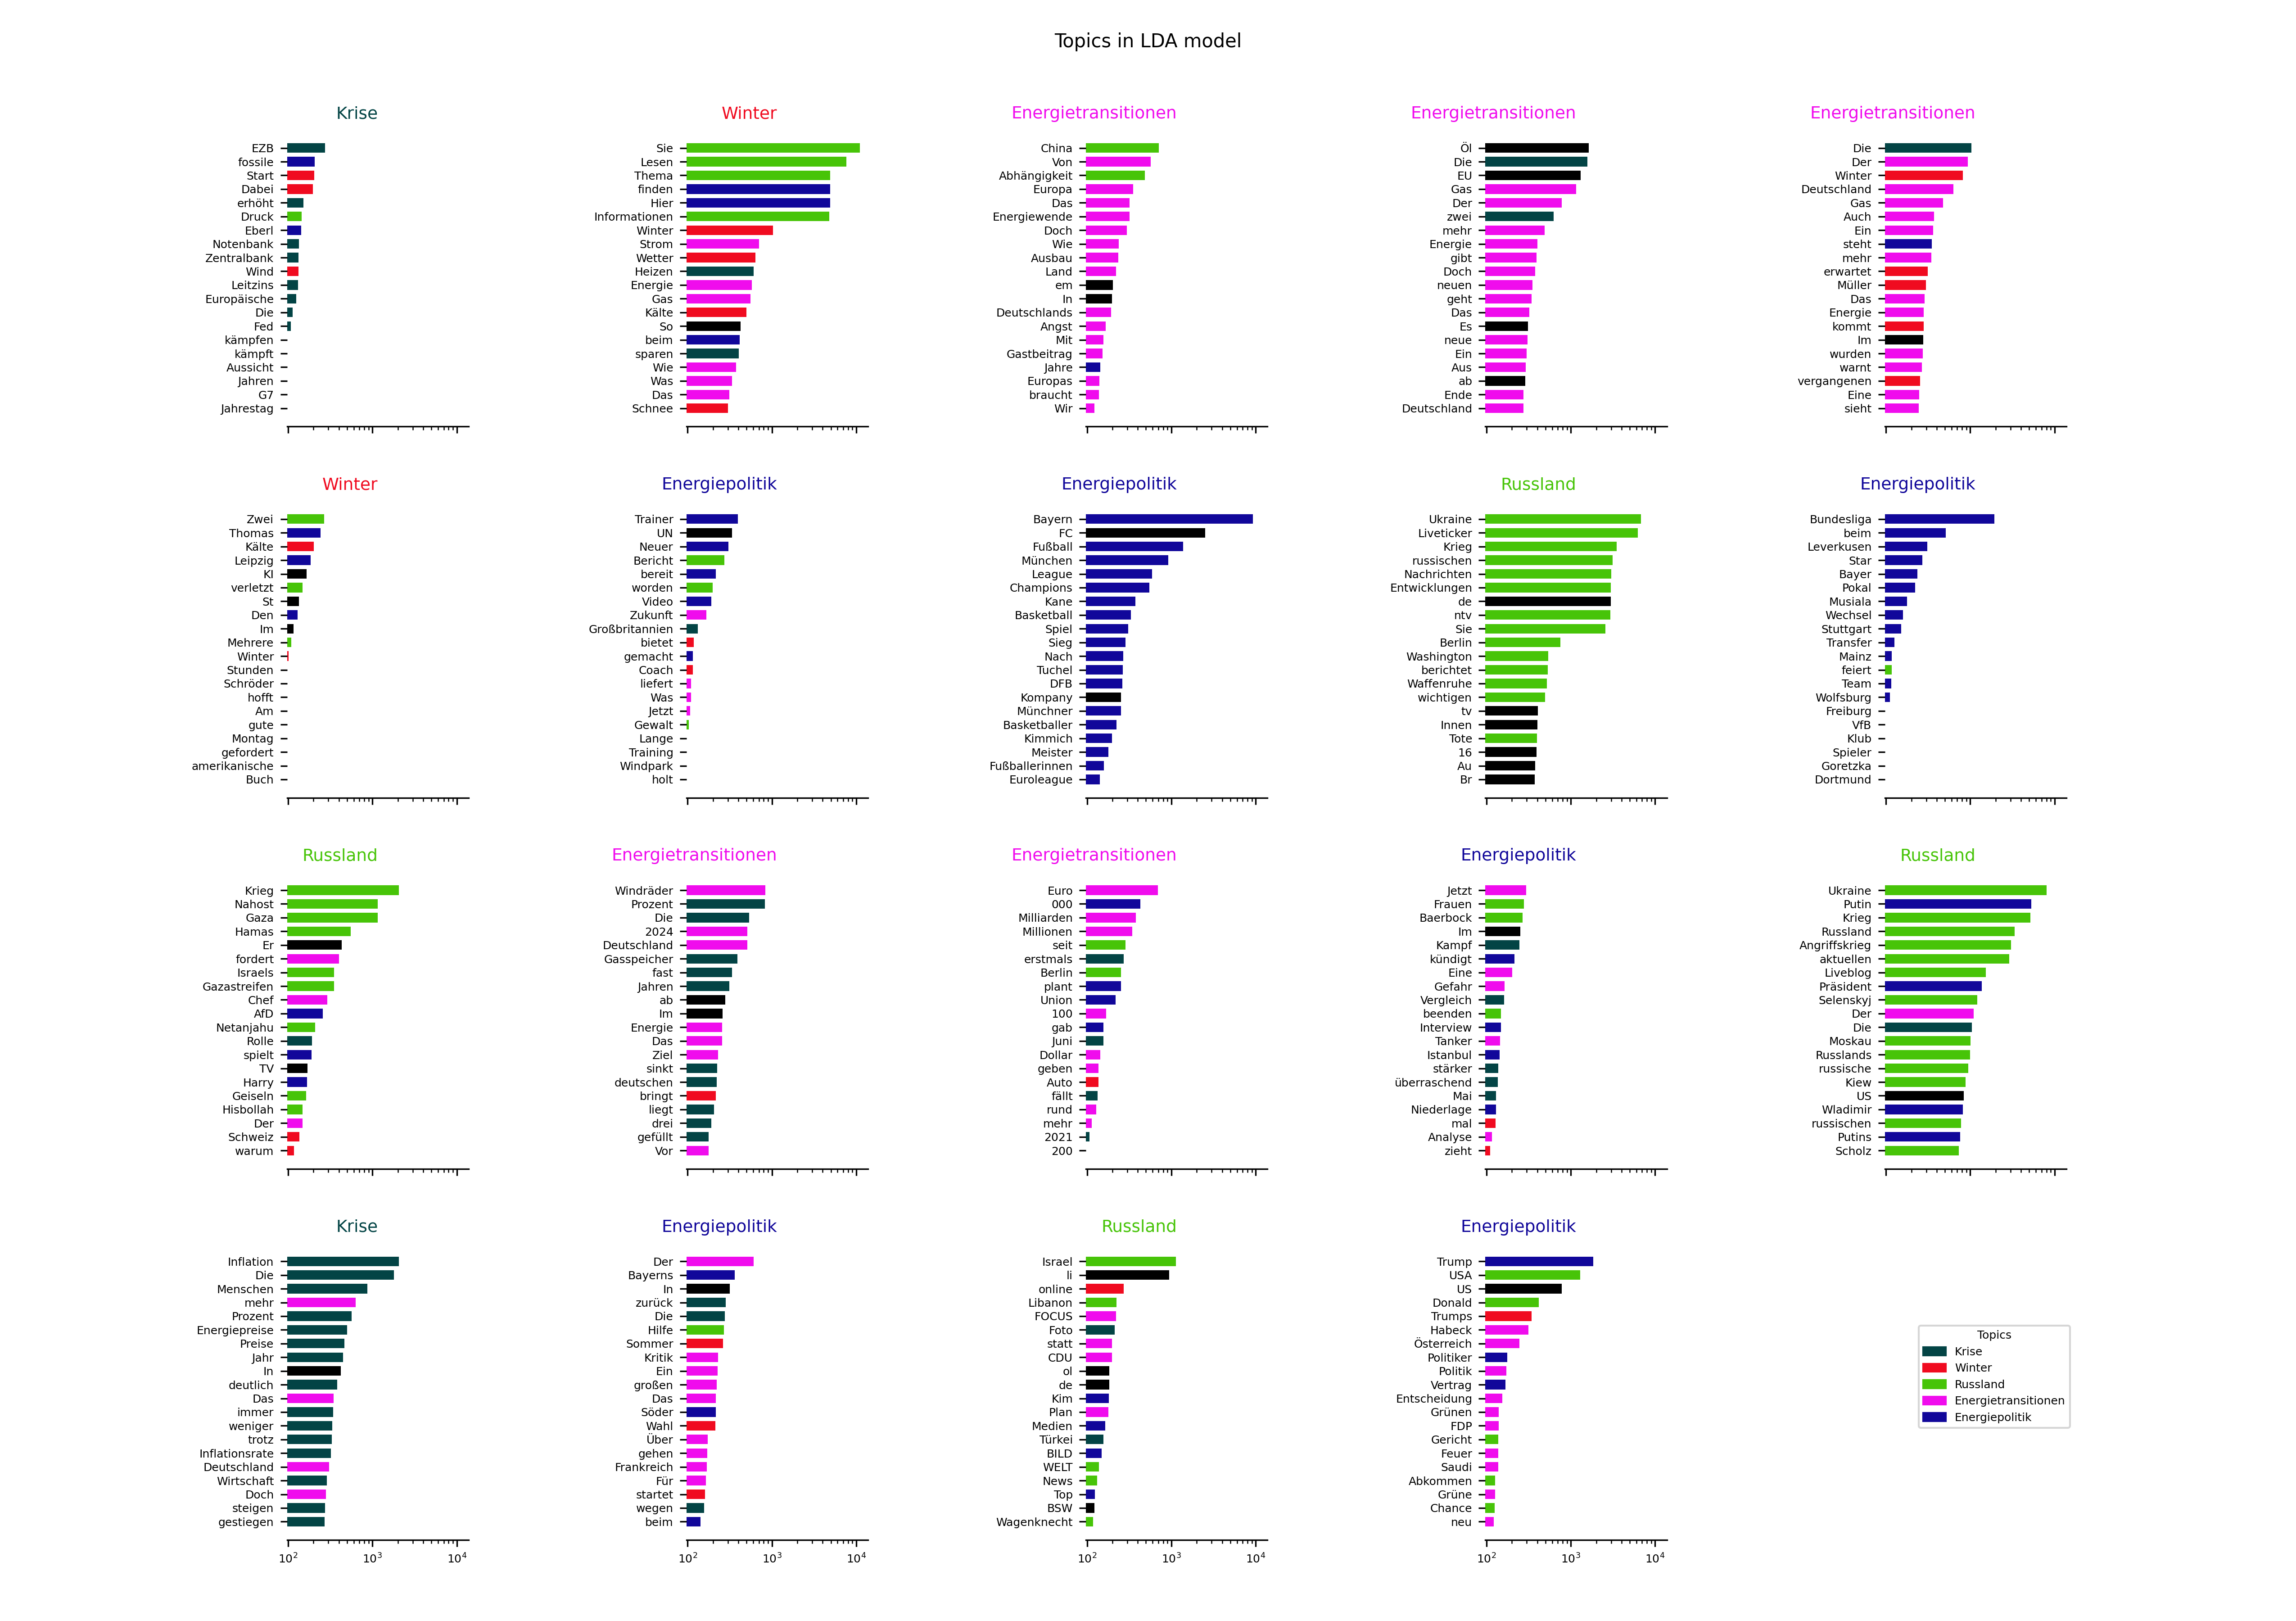 Topics in LDA model
Krise
EZB
fossile
Start
Dabei
erhöht
Druck
Eberl
Notenbank
Zentralbank
Wind
Leitzins
Europäische
Die
Fed
kämpfen
kämpft
Aussicht
Jahren
G7
Jahrestag
Winter
Sie
Lesen
Thema
finden
Hier
Informationen
Winter
Strom
Wetter
Heizen
Energie
Gas
Kälte
So
beim
sparen
Wie
Was
Das
Schnee
Energietransitionen
China
Von
Abhängigkeit
Europa
Das
Energiewende
Doch
Wie
Ausbau
Land
em
In
Deutschlands
Angst
Mit
Gastbeitrag
Jahre
Europas
braucht
Wir
Energietransitionen
Öl
Die
EU
Gas
Der
zwei
mehr
Energie
gibt
Doch
neuen
geht
Das
Es
neue
Ein
Aus
ab
Ende
Deutschland
Energietransitionen
Die
Der
Winter
Deutschland
Gas
Auch
Ein
steht
mehr
erwartet
Müller
Das
Energie
kommt
Im
wurden
warnt
vergangenen
Eine
sieht
Winter
Zwei
Thomas
Kälte
Leipzig
KI
verletzt
St
Den
Im
Mehrere
Winter
Stunden
Schröder
hofft
Am
gute
Montag
gefordert
amerikanische
Buch
Energiepolitik
Trainer
UN
Neuer
Bericht
bereit
worden
Video
Zukunft
Großbritannien
bietet
gemacht
Coach
liefert
Was
Jetzt
Gewalt
Lange
Training
Windpark
holt
Energiepolitik
Bayern
FC
Fußball
München
League
Champions
Kane
Basketball
Spiel
Sieg
Nach
Tuchel
DFB
Kompany
Münchner
Basketballer
Kimmich
Meister
Fußballerinnen
Euroleague
Russland
Ukraine
Liveticker
Krieg
russischen
Nachrichten
Entwicklungen
de
ntv
Sie
Berlin
Washington
berichtet
Waffenruhe
wichtigen
tv
Innen
Tote
16
Au
Br
Energiepolitik
Bundesliga
beim
Leverkusen
Star
Bayer
Pokal
Musiala
Wechsel
Stuttgart
Transfer
Mainz
feiert
Team
Wolfsburg
Freiburg
VfB
Klub
Spieler
Goretzka
Dortmund
Russland
Krieg
Nahost
Gaza
Hamas
Er
fordert
Israels
Gazastreifen
Chef
AfD
Netanjahu
Rolle
spielt
TV
Harry
Geiseln
Hisbollah
Der
Schweiz
warum
Energietransitionen
Windräder
Prozent
Die
2024
Deutschland
Gasspeicher
fast
Jahren
ab
Im
Energie
Das
Ziel
sinkt
deutschen
bringt
liegt
drei
gefüllt
Vor
Energietransitionen
Euro
000
Milliarden
Millionen
seit
erstmals
Berlin
plant
Union
100
gab
Juni
Dollar
geben
Auto
fällt
rund
mehr
2021
200
Energiepolitik
Jetzt
Frauen
Baerbock
Im
Kampf
kündigt
Eine
Gefahr
Vergleich
beenden
Interview
Tanker
Istanbul
stärker
überraschend
Mai
Niederlage
mal
Analyse
zieht
Russland
Ukraine
Putin
Krieg
Russland
Angriffskrieg
aktuellen
Liveblog
Präsident
Selenskyj
Der
Die
Moskau
Russlands
russische
Kiew
US
Wladimir
russischen
Putins
Scholz
Krise
Inflation
Die
Menschen
mehr
Prozent
Energiepreise
Preise
Jahr
In
deutlich
Das
immer
weniger
trotz
Inflationsrate
Deutschland
Wirtschaft
Doch
steigen
gestiegen
10² 10³ 10⁴
Energiepolitik
Der
Bayerns
In
zurück
Die
Hilfe
Sommer
Kritik
Ein
großen
Das
Söder
Wahl
Über
gehen
Frankreich
Für
startet
wegen
beim
10² 10³ 10⁴
Russland
Israel
li
online
Libanon
FOCUS
Foto
statt
CDU
ol
de
Kim
Plan
Medien
Türkei
BILD
WELT
News
Top
BSW
Wagenknecht
10² 10³ 10⁴
Energiepolitik
Trump
USA
US
Donald
Trumps
Habeck
Österreich
Politiker
Politik
Vertrag
Entscheidung
Grünen
FDP
Gericht
Feuer
Saudi
Abkommen
Grüne
Chance
neu
10² 10³ 10⁴
Topics
Krise
Winter
Russland
Energietransitionen
Energiepolitik